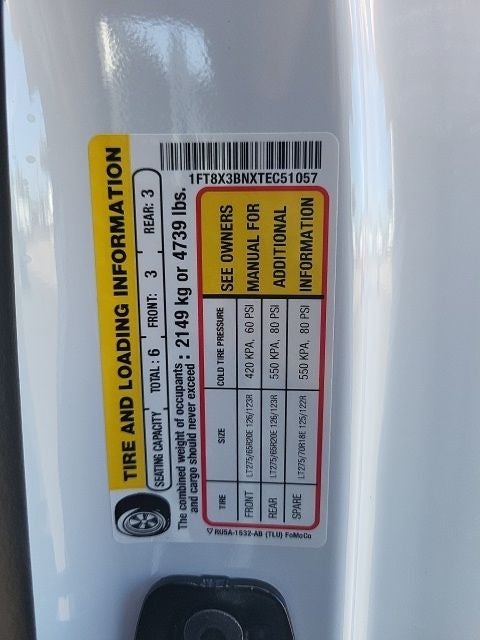 1FT8X3BNXTEC51057
TIRE AND LOADING INFORMATION
SEATING CAPACITY TOTAL: 6 FRONT: 3 REAR: 3
The combined weight of occupants
and cargo should never exceed : 2149 kg or 4739 lbs.
TIRE SIZE COLD TIRE PRESSURE
FRONT LT275/65R20E 126/123R 420 KPA, 60 PSI
REAR LT275/65R20E 126/123R 550 KPA, 80 PSI
SPARE LT275/70R18E 125/122R 550 KPA, 80 PSI
SEE OWNERS
MANUAL FOR
ADDITIONAL
INFORMATION
RU5A-1532-AB (TLU) FoMoCo